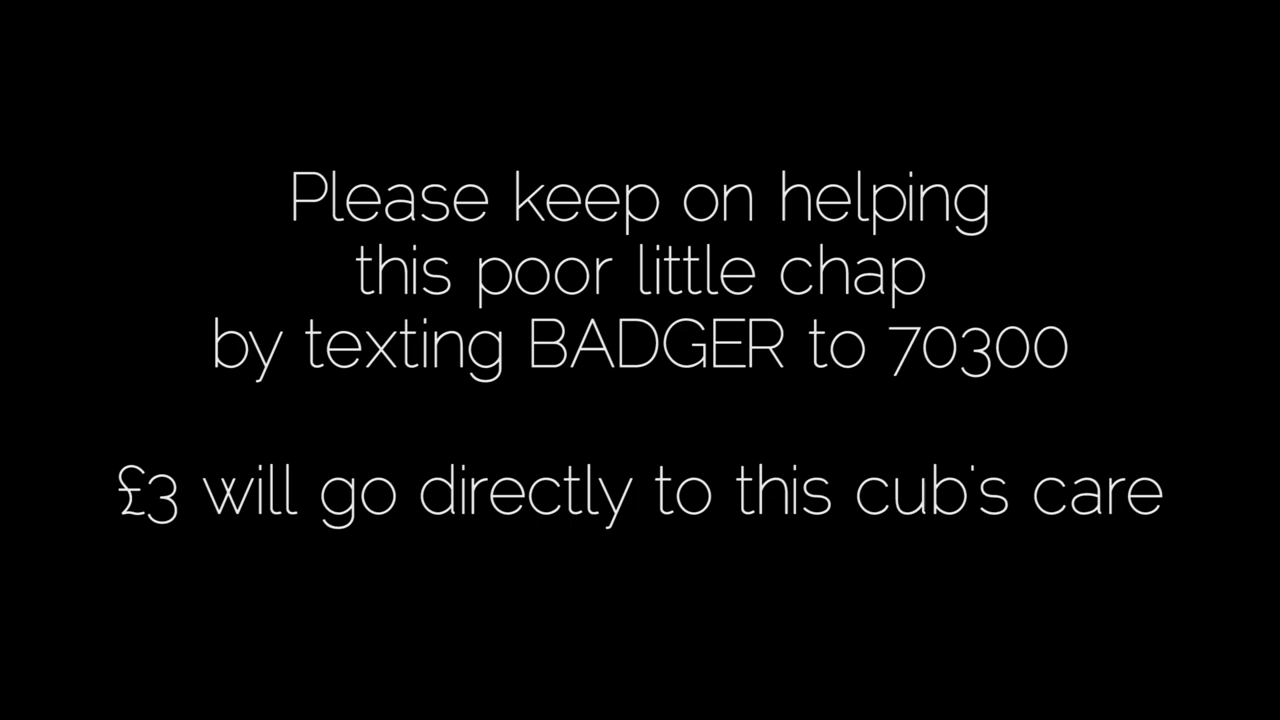 Please keep on helping
this poor little chap
by texting BADGER to 70300
£3 will go directly to this cub's care